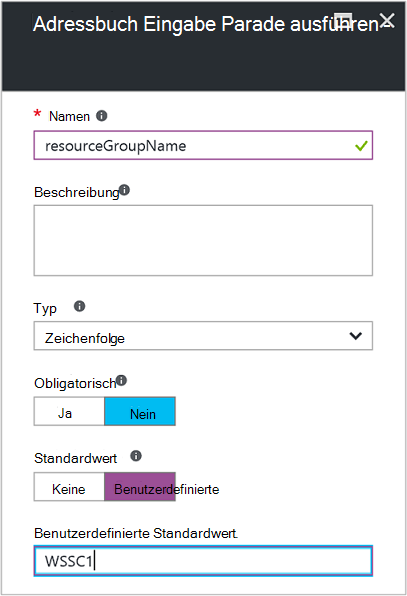 Adressbuch Eingabe Parade ausführen-
* Namen
resourceGroupName
Beschreibung
Typ
Zeichenfolge
Obligatorisch
Ja Nein
Standardwert
Keine Benutzerdefinierte
Benutzerdefinierte Standardwert.
WSSC1